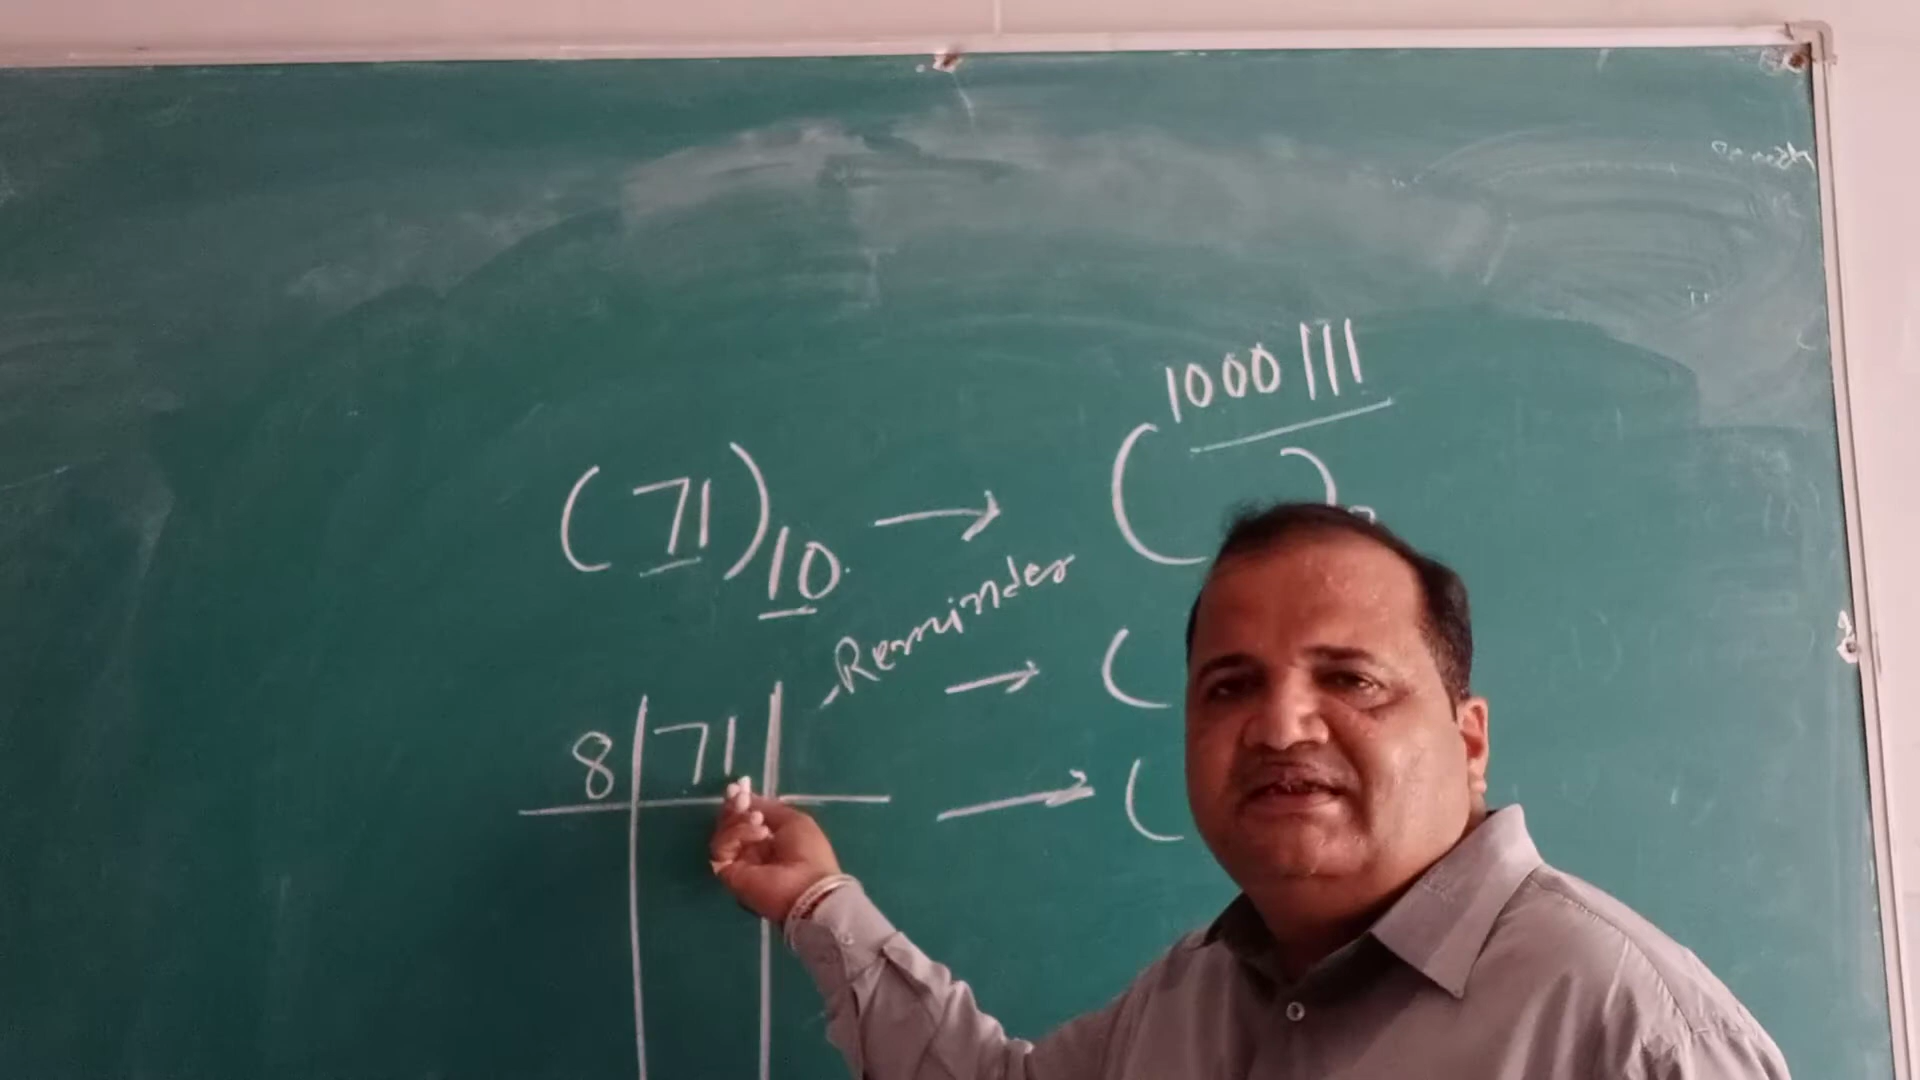 1000111
(71)10 → ( )
Reminder
→ (
8 71
→ (